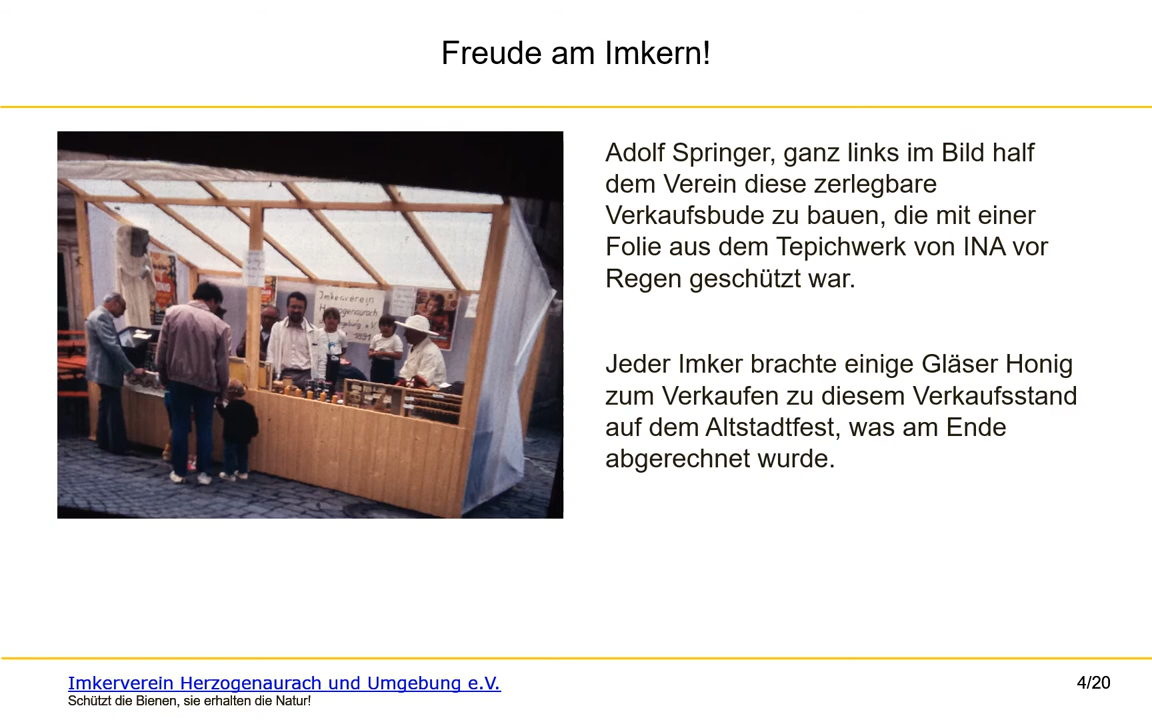 Freude am Imkern!
Adolf Springer, ganz links im Bild half
dem Verein diese zerlegbare
Verkaufsbude zu bauen, die mit einer
Folie aus dem Tepichwerk von INA vor
Regen geschützt war.
Imkerverein
Herzogenaurach
e.V.
Jeder Imker brachte einige Gläser Honig
zum Verkaufen zu diesem Verkaufsstand
auf dem Altstadtfest, was am Ende
abgerechnet wurde.
Imkerverein Herzogenaurach und Umgebung e.V.
Schützt die Bienen, sie erhalten die Natur!
4/20